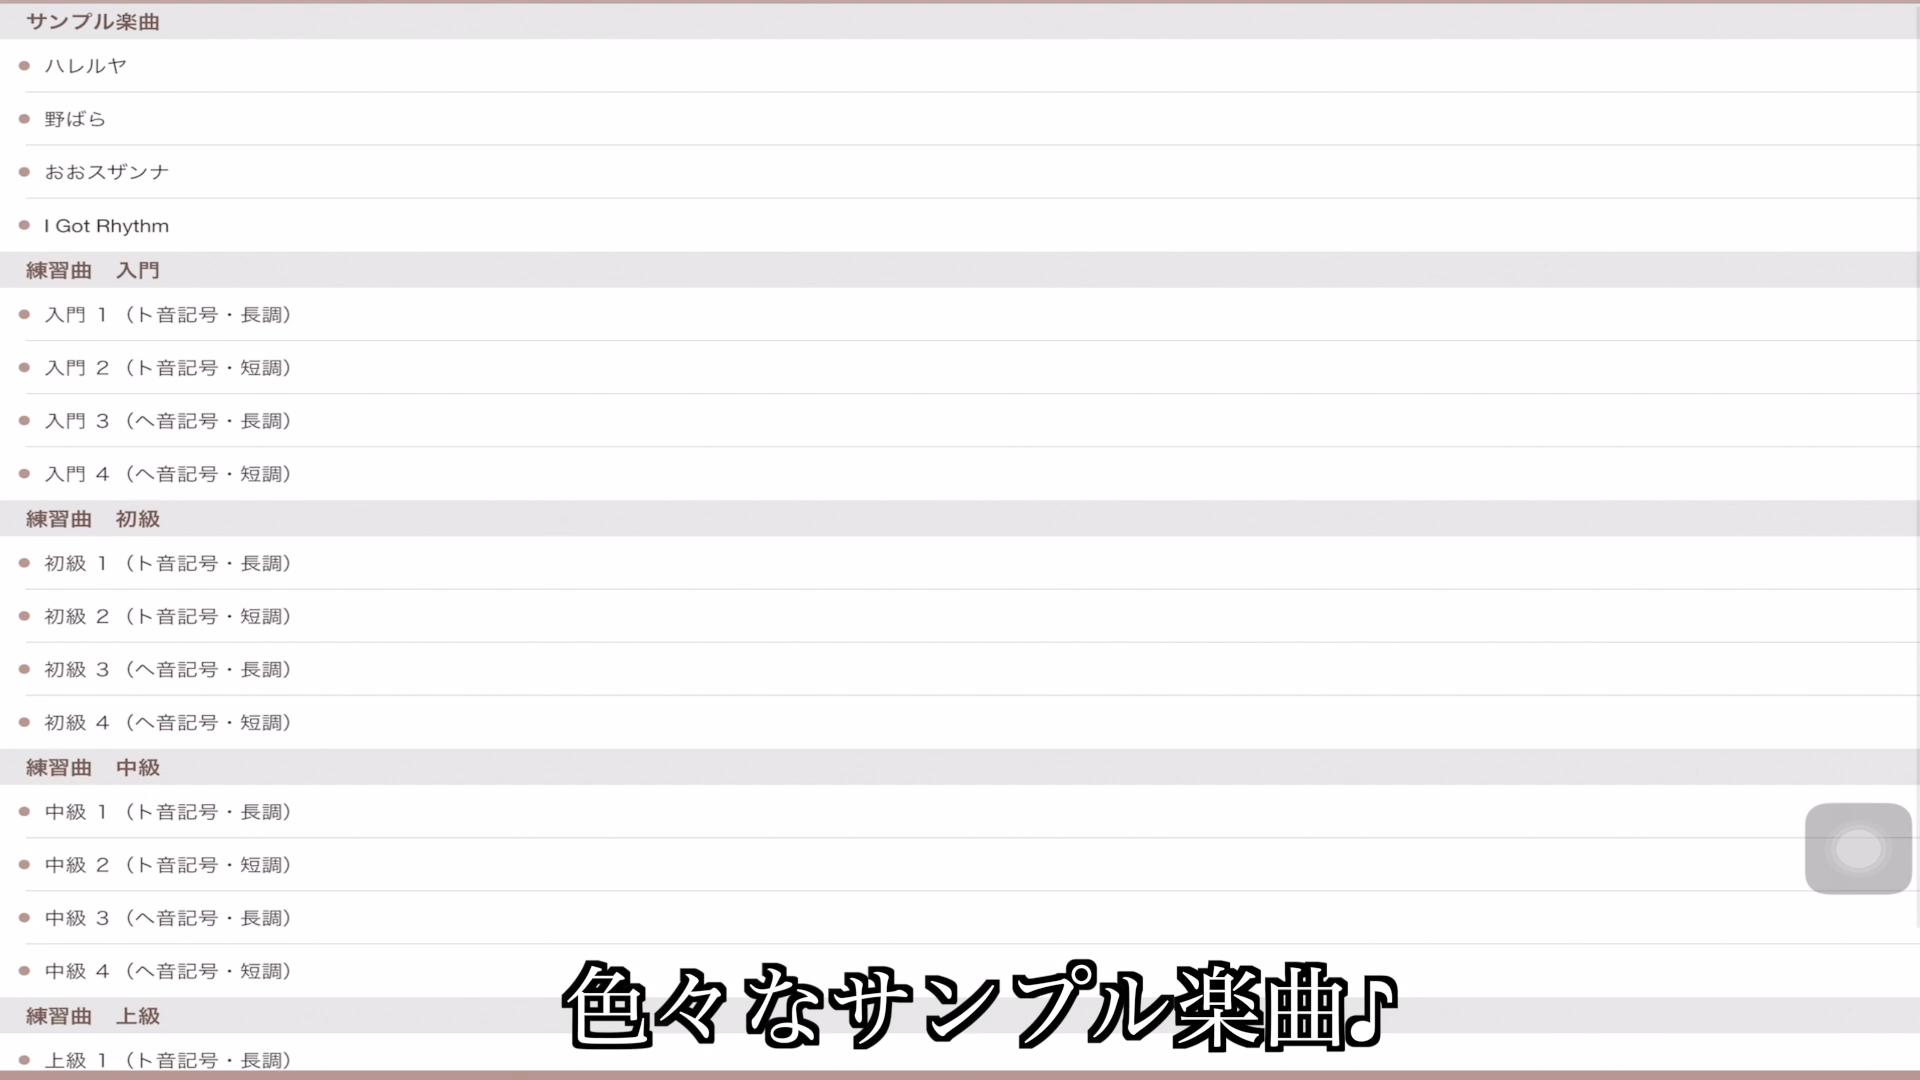 サンプル楽曲
ハレルヤ
野ばら
おおスザンナ
I Got Rhythm
練習曲　入門
入門 1 （ト音記号・長調）
入門 2 （ト音記号・短調）
入門 3 （ヘ音記号・長調）
入門 4 （ヘ音記号・短調）
練習曲　初級
初級 1 （ト音記号・長調）
初級 2 （ト音記号・短調）
初級 3 （ヘ音記号・長調）
初級 4 （ヘ音記号・短調）
練習曲　中級
中級 1 （ト音記号・長調）
中級 2 （ト音記号・短調）
中級 3 （ヘ音記号・長調）
中級 4 （ヘ音記号・短調）
練習曲　上級
上級 1 （ト音記号・長調）
色々なサンプル楽曲♪